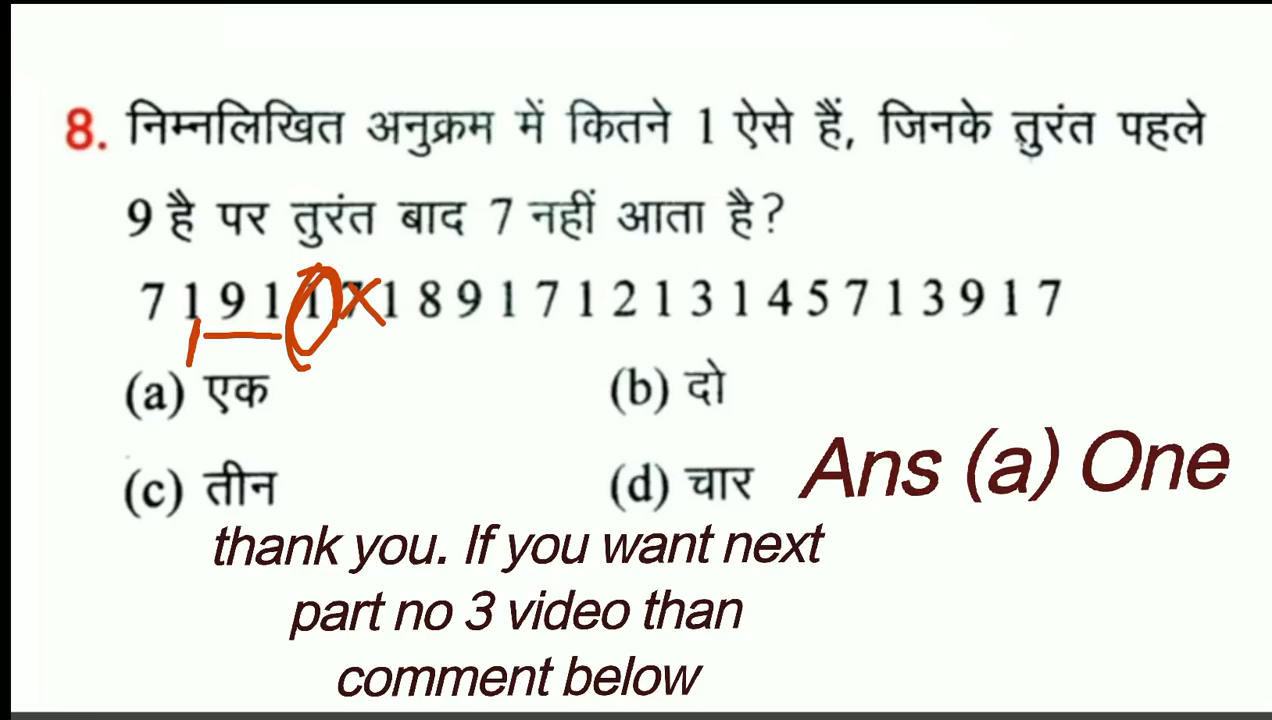 8. निम्नलिखित अनुक्रम में कितने 1 ऐसे हैं, जिनके तुरंत पहले
9 है पर तुरंत बाद 7 नहीं आता है?
7 1 9 1 1 7 1 8 9 1 7 1 2 1 3 1 4 5 7 1 3 9 1 7
(a) एक (b) दो
(c) तीन (d) चार Ans (a) One
thank you. If you want next
part no 3 video than
comment below